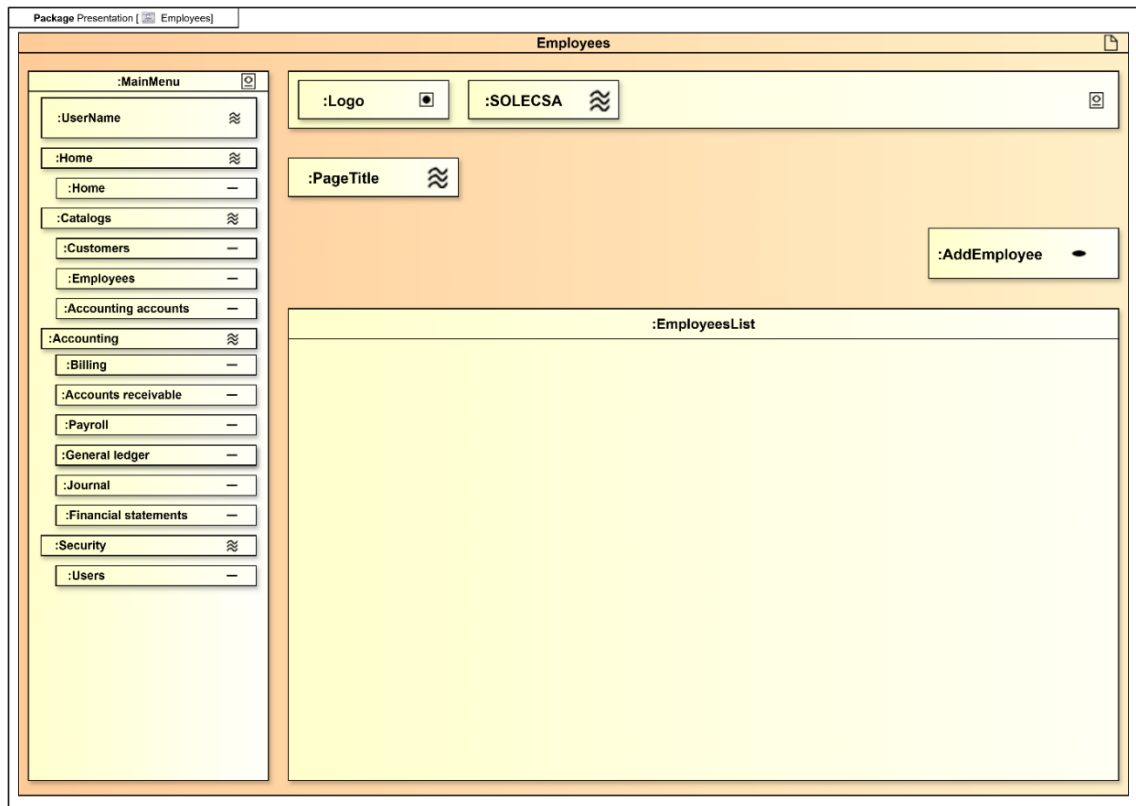 Package Presentation [ Employees]
Employees
:MainMenu
:UserName
:Home
:Home
:Catalogs
:Customers
:Employees
:Accounting accounts
:Accounting
:Billing
:Accounts receivable
:Payroll
:General ledger
:Journal
:Financial statements
:Security
:Users
:Logo
:SOLECSA
:PageTitle
:AddEmployee
:EmployeesList